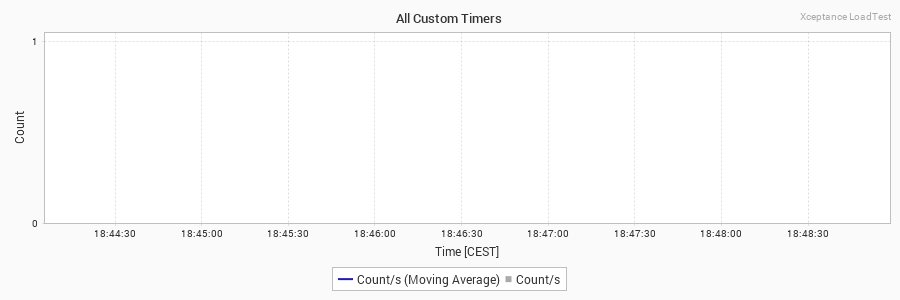 All Custom Timers
Xceptance LoadTest
1
Count
0
18:44:30 18:45:00 18:45:30 18:46:00 18:46:30 18:47:00 18:47:30 18:48:00 18:48:30
Time [CEST]
Count/s (Moving Average) Count/s